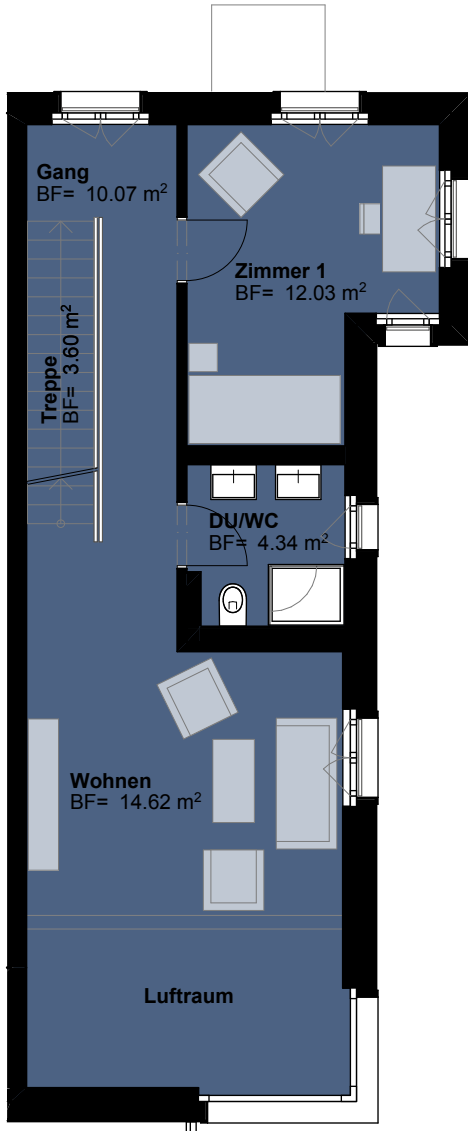 Gang
BF= 10.07 m²
Zimmer 1
BF= 12.03 m²
Treppe
BF= 3.60 m²
DU/WC
BF= 4.34 m²
Wohnen
BF= 14.62 m²
Luftraum